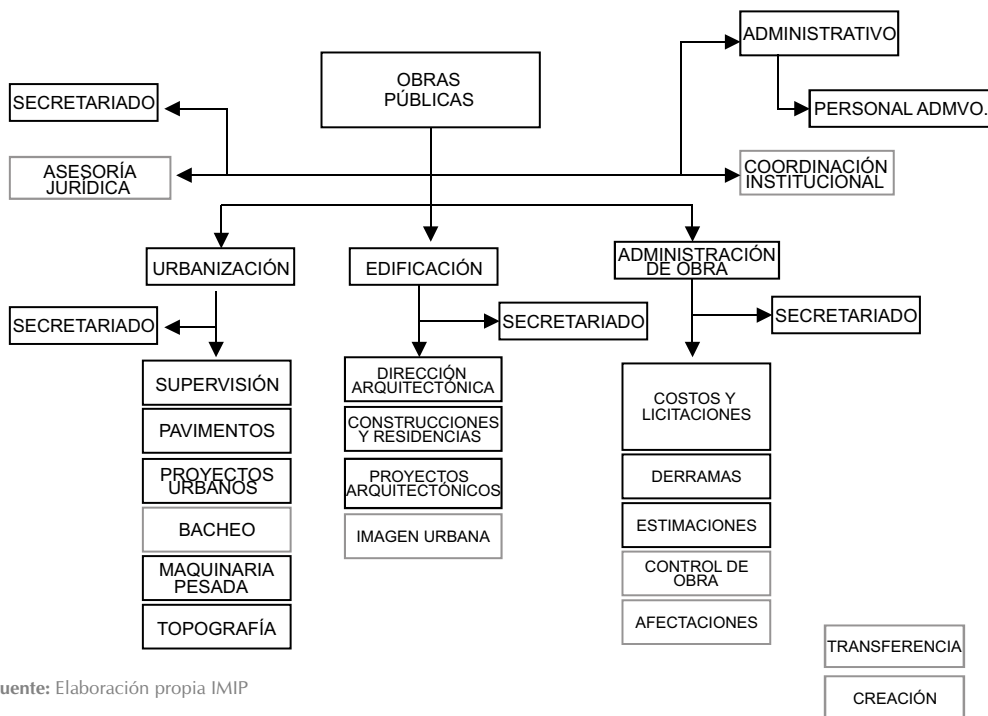 OBRAS
PÚBLICAS
ADMINISTRATIVO
PERSONAL ADMVO.
SECRETARIADO
ASESORÍA
JURÍDICA
COORDINACIÓN
INSTITUCIONAL
URBANIZACIÓN
EDIFICACIÓN
ADMINISTRACIÓN
DE OBRA
SECRETARIADO
SECRETARIADO
SECRETARIADO
SUPERVISIÓN
PAVIMENTOS
PROYECTOS
URBANOS
BACHEO
MAQUINARIA
PESADA
TOPOGRAFÍA
DIRECCIÓN
ARQUITECTÓNICA
CONSTRUCCIONES
Y RESIDENCIAS
PROYECTOS
ARQUITECTÓNICOS
IMAGEN URBANA
COSTOS Y
LICITACIONES
DERRAMAS
ESTIMACIONES
CONTROL DE
OBRA
AFECTACIONES
TRANSFERENCIA
CREACIÓN
uente: Elaboración propia IMIP